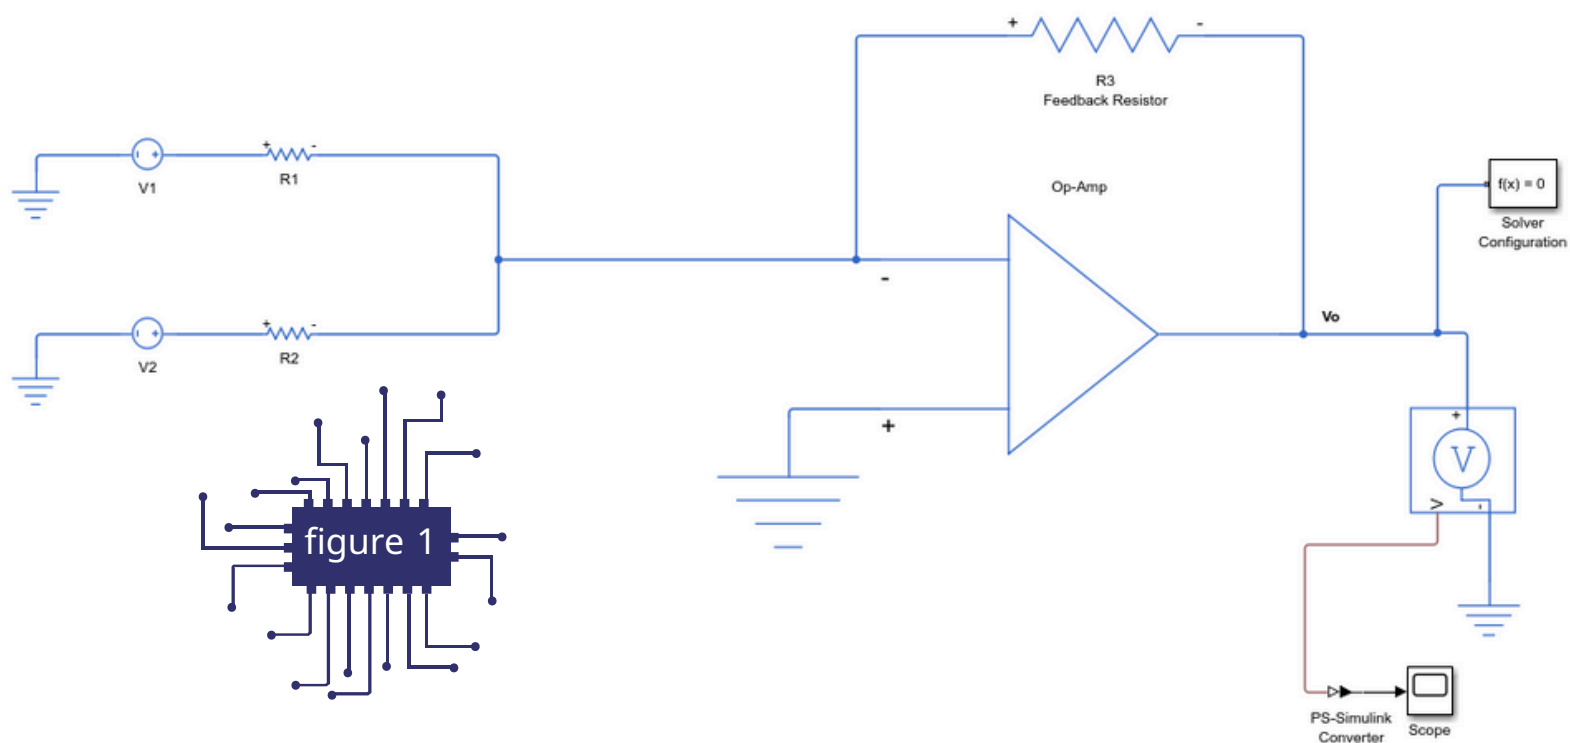 + -
R3
Feedback Resistor
+ -
V1
R1
Op-Amp
f(x) = 0
Solver
Configuration
-
+ -
V2
R2
Vo
+
+
V
V
-
figure 1
PS-Simulink
Converter
Scope